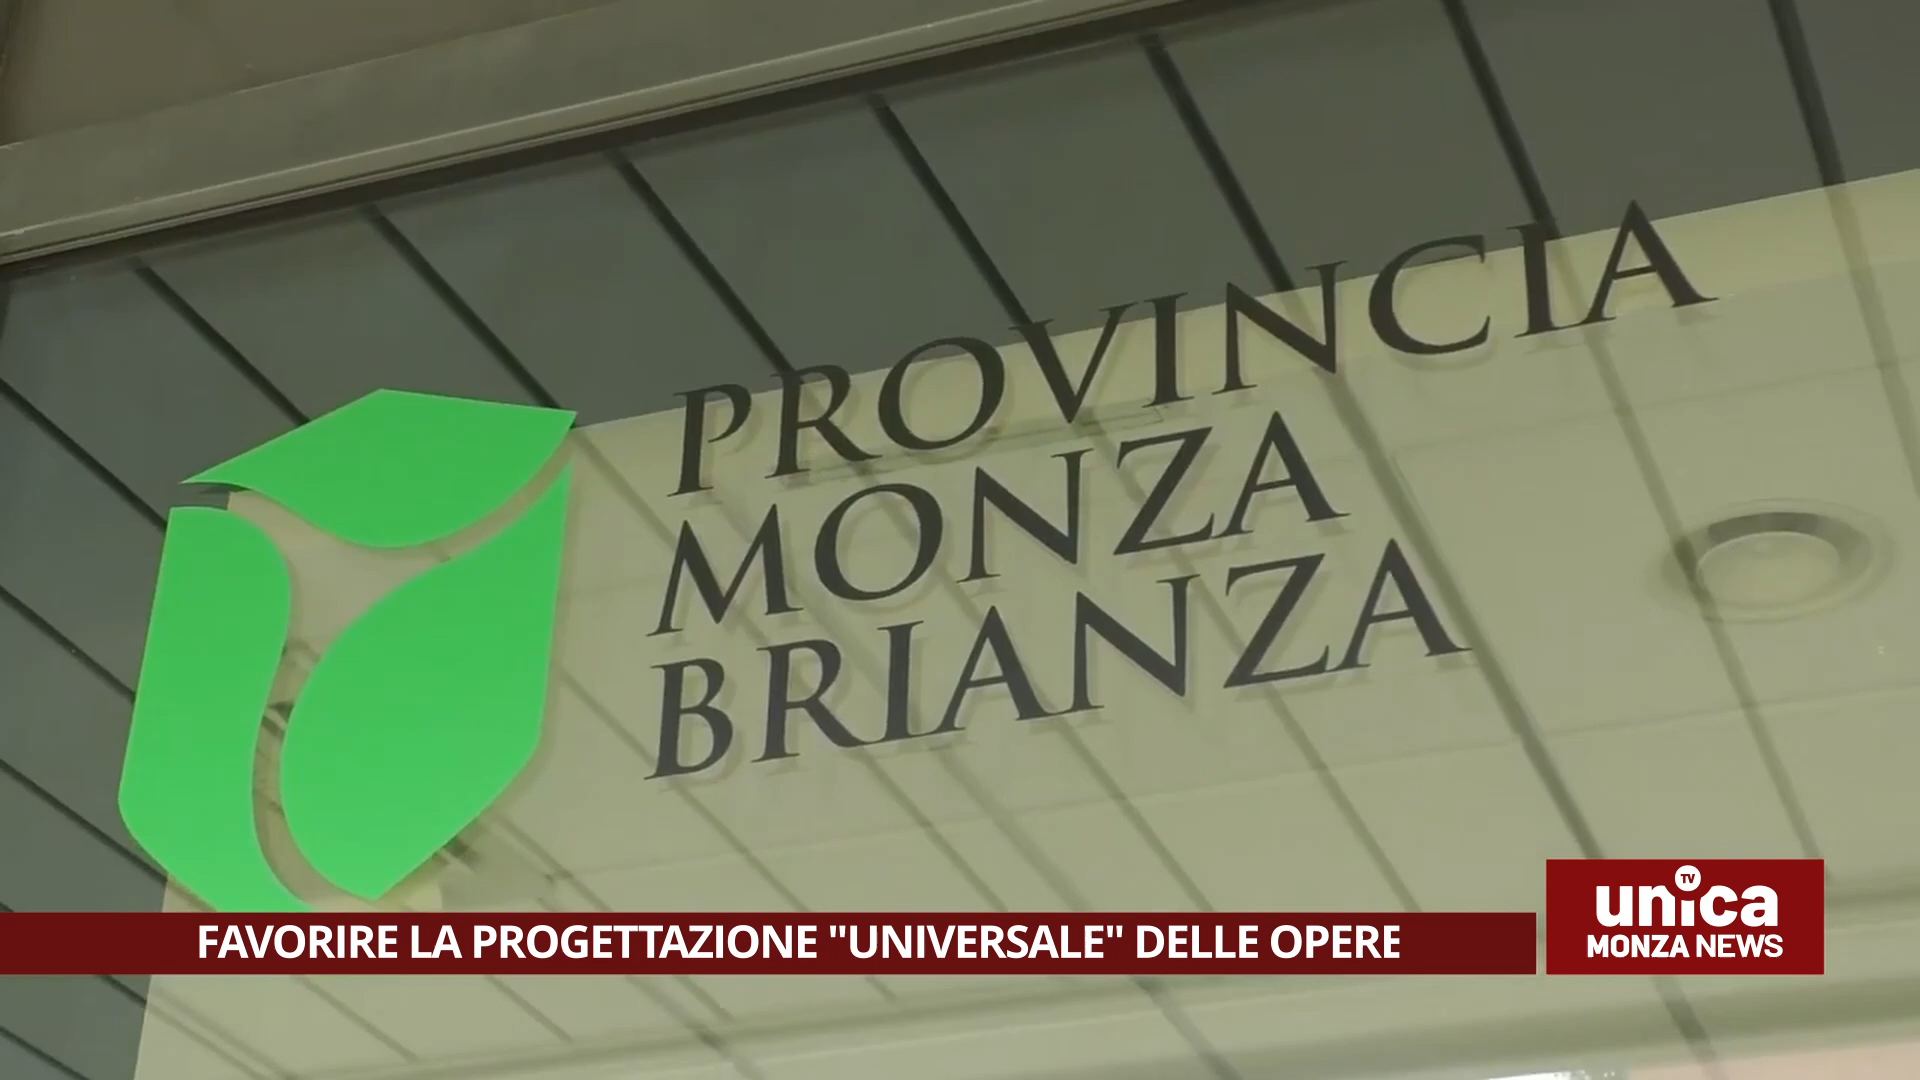 PROVINCIA
MONZA
BRIANZA
FAVORIRE LA PROGETTAZIONE "UNIVERSALE" DELLE OPERE
TV
unica
MONZA NEWS